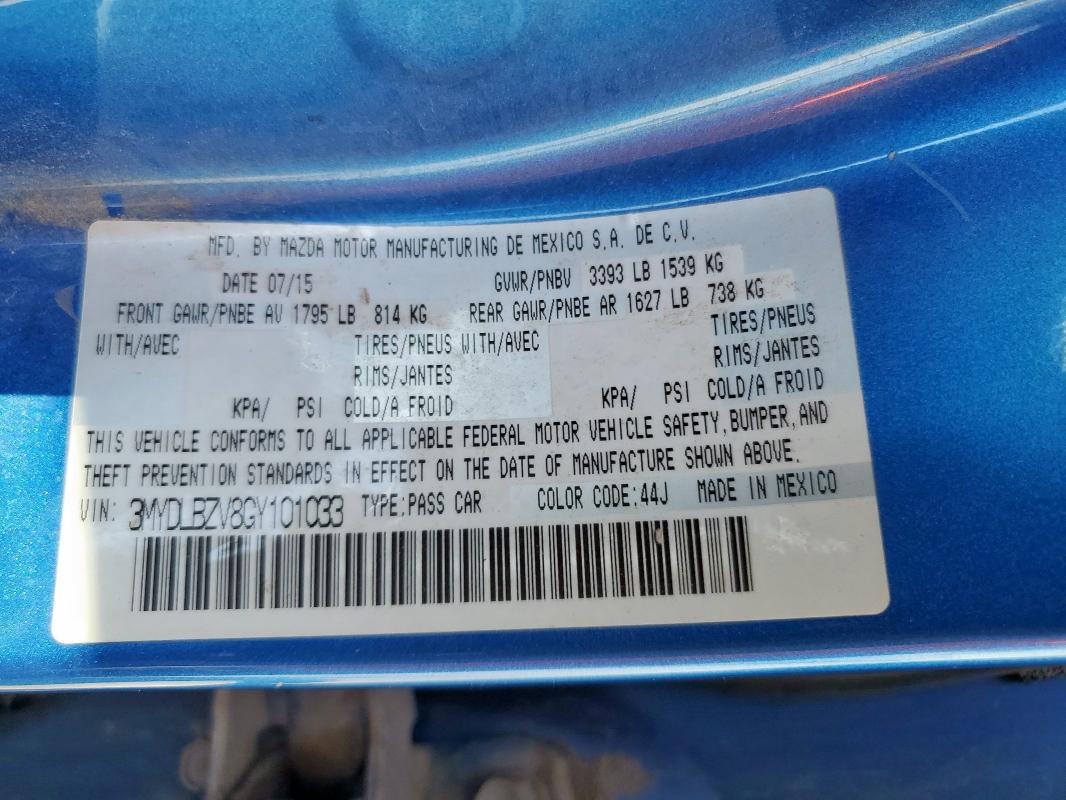 MFD. BY MAZDA MOTOR MANUFACTURING DE MEXICO S.A. DE C.V.
DATE 07/15 GVWR/PNBV 3393 LB 1539 KG
FRONT GAWR/PNBE AV 1795 LB 814 KG REAR GAWR/PNBE AR 1627 LB 738 KG
WITH/AVEC TIRES/PNEUS WITH/AVEC TIRES/PNEUS
RIMS/JANTES RIMS/JANTES
KPA/ PSI COLD/A FROID KPA/ PSI COLD/A FROID
THIS VEHICLE CONFORMS TO ALL APPLICABLE FEDERAL MOTOR VEHICLE SAFETY, BUMPER, AND
THEFT PREVENTION STANDARDS IN EFFECT ON THE DATE OF MANUFACTURE SHOWN ABOVE.
VIN: 3MYDLBZV8GY101033 TYPE:PASS CAR COLOR CODE:44J MADE IN MEXICO